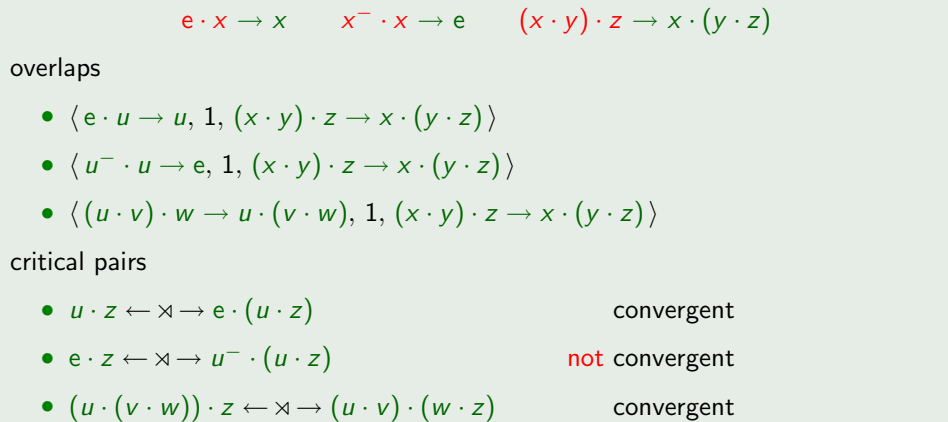 e · x → x   x⁻ · x → e   (x · y) · z → x · (y · z)
overlaps
• ⟨ e · u → u, 1, (x · y) · z → x · (y · z) ⟩
• ⟨ u⁻ · u → e, 1, (x · y) · z → x · (y · z) ⟩
• ⟨ (u · v) · w → u · (v · w), 1, (x · y) · z → x · (y · z) ⟩
critical pairs
• u · z ← ⋊ → e · (u · z)   convergent
• e · z ← ⋊ → u⁻ · (u · z)   not convergent
• (u · (v · w)) · z ← ⋊ → (u · v) · (w · z)   convergent